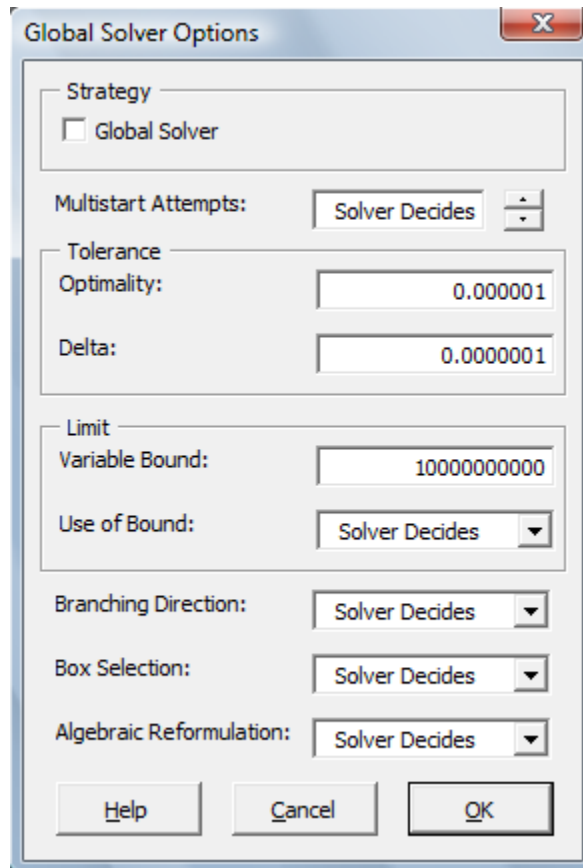 Global Solver Options
Strategy
Global Solver
Multistart Attempts: Solver Decides
Tolerance
Optimality: 0.000001
Delta: 0.0000001
Limit
Variable Bound: 10000000000
Use of Bound: Solver Decides
Branching Direction: Solver Decides
Box Selection: Solver Decides
Algebraic Reformulation: Solver Decides
Help Cancel OK